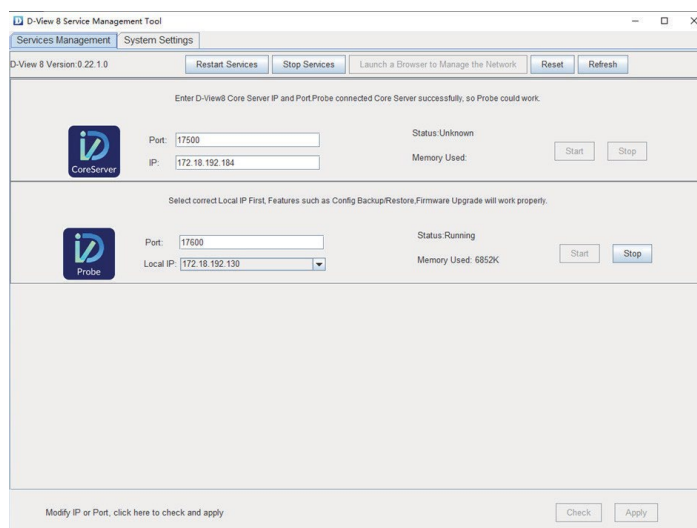 D-View 8 Service Management Tool
Services Management System Settings
D-View 8 Version:0.22.1.0 Restart Services Stop Services Launch a Browser to Manage the Network Reset Refresh
Enter D-View8 Core Server IP and Port.Probe connected Core Server successfully, so Probe could work.
Port: 17500 Status:Unknown
Start Stop
IP: 172.18.192.184 Memory Used:
CoreServer
Select correct Local IP First, Features such as Config Backup/Restore,Firmware Upgrade will work properly.
Port: 17600 Status:Running
Start Stop
Local IP: 172.18.192.130 Memory Used: 6852K
Probe
Modify IP or Port, click here to check and apply Check Apply